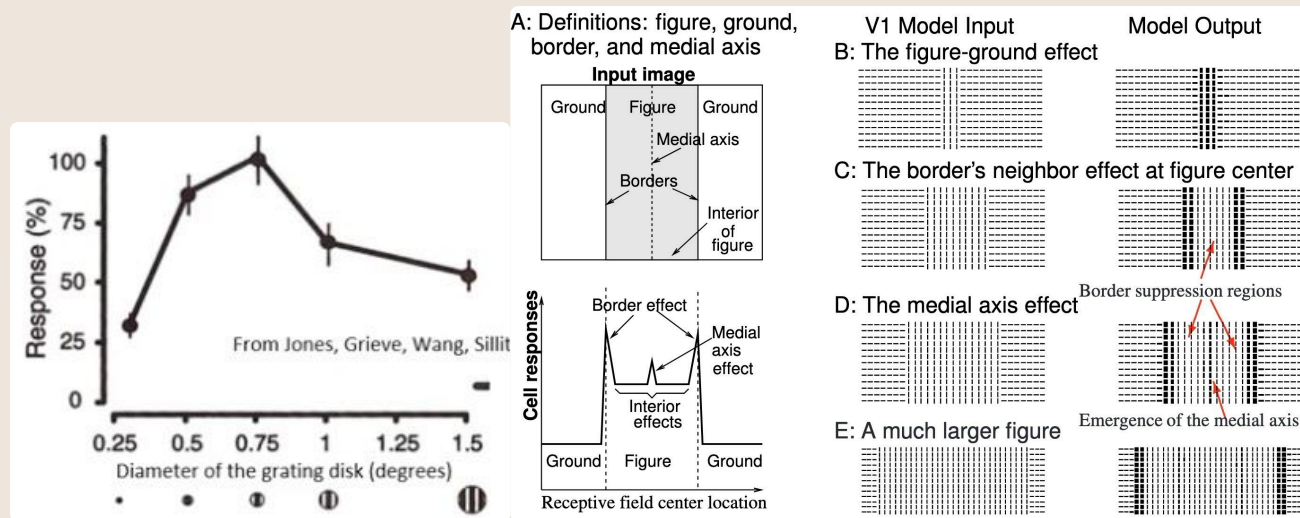 100
75
50
25
0
Response (%)
From Jones, Grieve, Wang, Sillit
0.25 0.5 0.75 1 1.25 1.5
Diameter of the grating disk (degrees)
A: Definitions: figure, ground,
border, and medial axis
Input image
Ground Figure Ground
Medial axis
Borders
Interior
of
figure
Cell responses
Border effect
Medial
axis
effect
Interior
effects
Ground Figure Ground
Receptive field center location
V1 Model Input Model Output
B: The figure-ground effect
C: The border's neighbor effect at figure center
Border suppression regions
D: The medial axis effect
Emergence of the medial axis
E: A much larger figure